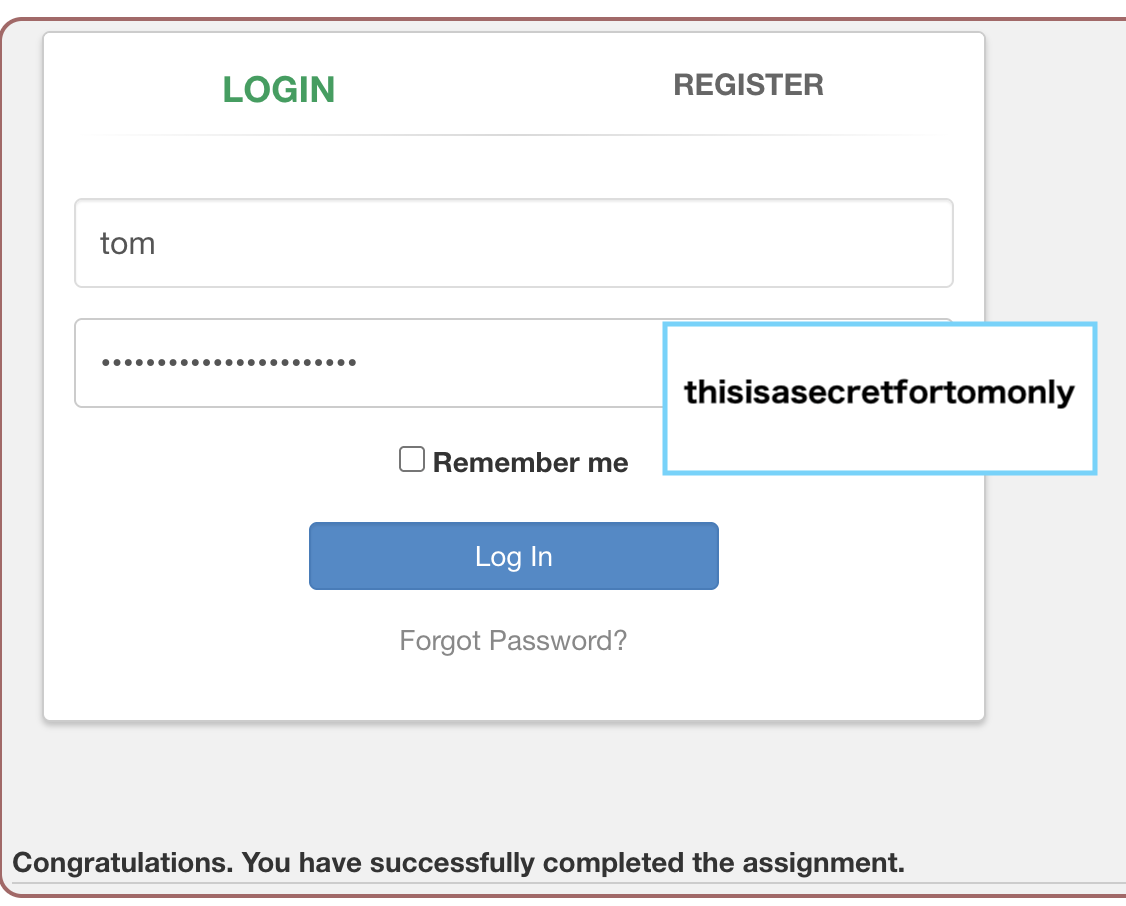 LOGIN
REGISTER
tom
•••••••••••••••••••••••
thisisasecretfortomonly
Remember me
Log In
Forgot Password?
Congratulations. You have successfully completed the assignment.